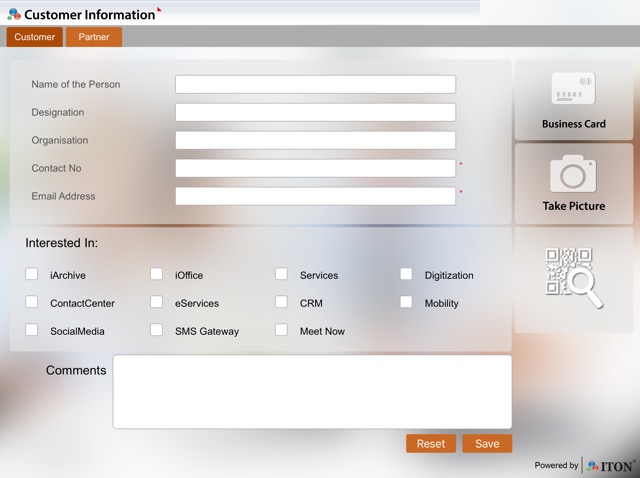 Customer Information
Customer Partner
Name of the Person
Designation
Organisation
Contact No *
Email Address *
Business Card
Take Picture
Interested In:
iArchive iOffice Services Digitization
ContactCenter eServices CRM Mobility
SocialMedia SMS Gateway Meet Now
Comments
Reset Save
Powered by ITON®